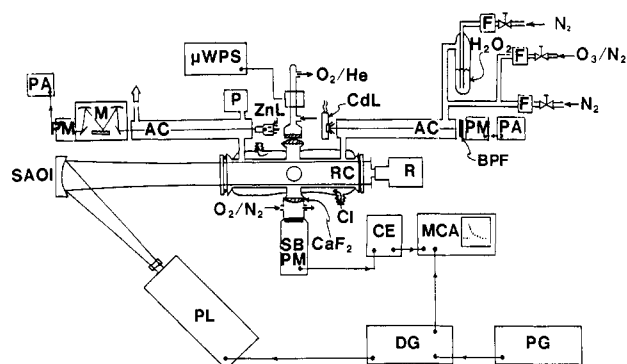 F
N₂
H₂O₂
µWPS
F
O₃/N₂
O₂/He
PA
P
ZnL
CdL
F
N₂
PM
M
AC
AC
PM
PA
BPF
SAOI
RC
R
O₂/N₂
CI
CaF₂
SB
PM
CE
MCA
PL
DG
PG